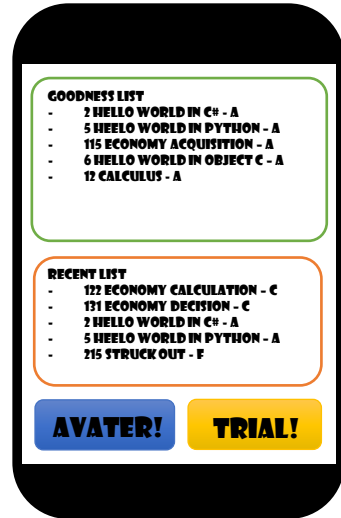 GOODNESS LIST
- 2 HELLO WORLD IN C# - A
- 5 HEELO WORLD IN PYTHON - A
- 115 ECONOMY ACQUISITION - A
- 6 HELLO WORLD IN OBJECT C - A
- 12 CALCULUS - A
RECENT LIST
- 122 ECONOMY CALCULATION - C
- 131 ECONOMY DECISION - C
- 2 HELLO WORLD IN C# - A
- 5 HEELO WORLD IN PYTHON - A
- 215 STRUCK OUT - F
AVATER! TRIAL!